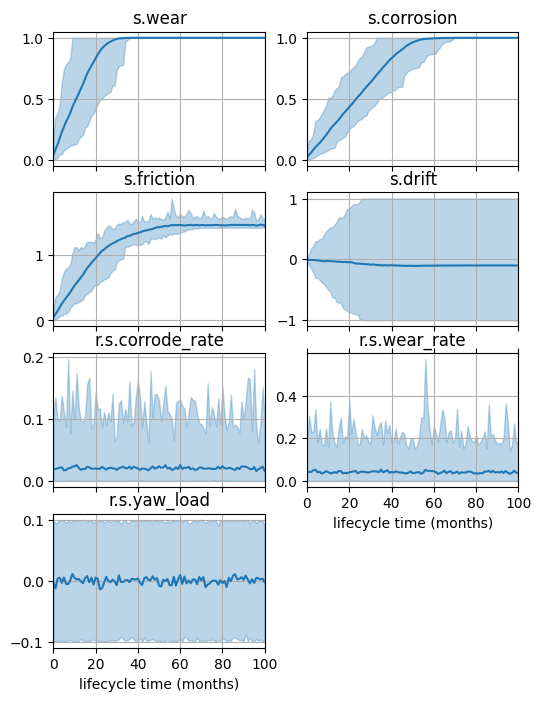 s.wear
s.corrosion
1.0
0.5
0.0
1.0
0.5
0.0
s.friction
s.drift
1
0
1
0
−1
r.s.corrode_rate
r.s.wear_rate
0.2
0.1
0.0
0.4
0.2
0.0
0 20 40 60 80 100
lifecycle time (months)
r.s.yaw_load
0.1
0.0
−0.1
0 20 40 60 80 100
lifecycle time (months)